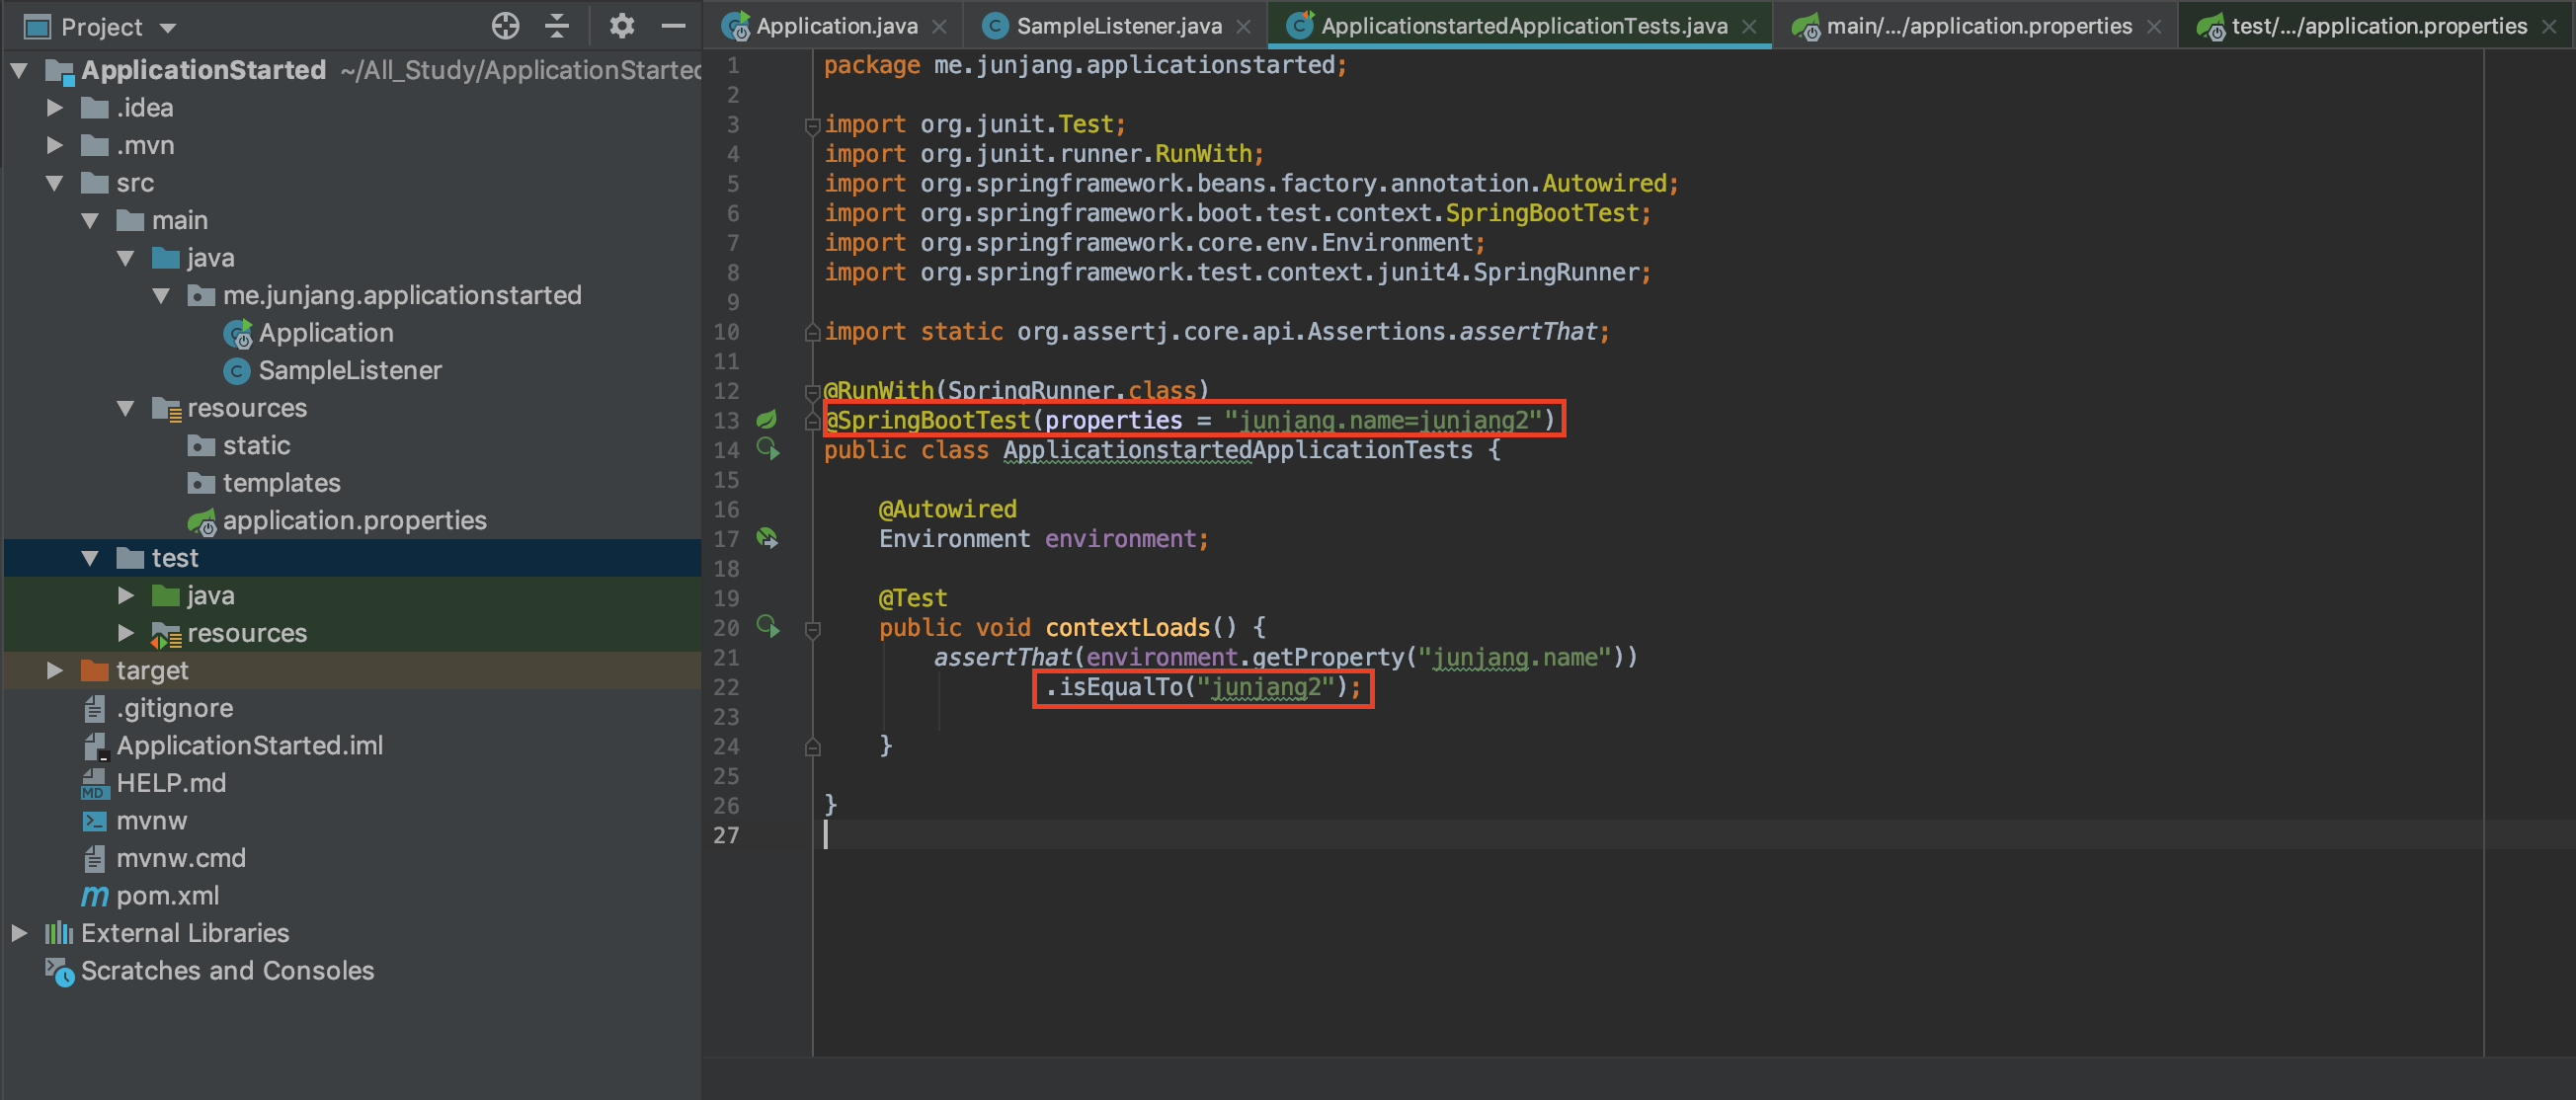 Project
ApplicationStarted ~/All_Study/ApplicationStarted
.idea
.mvn
src
main
java
me.junjang.applicationstarted
Application
SampleListener
resources
static
templates
application.properties
test
java
resources
target
.gitignore
ApplicationStarted.iml
HELP.md
mvnw
mvnw.cmd
pom.xml
External Libraries
Scratches and Consoles
Application.java SampleListener.java ApplicationstartedApplicationTests.java main/.../application.properties test/.../application.properties
1 package me.junjang.applicationstarted;
2
3 import org.junit.Test;
4 import org.junit.runner.RunWith;
5 import org.springframework.beans.factory.annotation.Autowired;
6 import org.springframework.boot.test.context.SpringBootTest;
7 import org.springframework.core.env.Environment;
8 import org.springframework.test.context.junit4.SpringRunner;
9
10 import static org.assertj.core.api.Assertions.assertThat;
11
12 @RunWith(SpringRunner.class)
13 @SpringBootTest(properties = "junjang.name=junjang2")
14 public class ApplicationstartedApplicationTests {
15
16 @Autowired
17 Environment environment;
18
19 @Test
20 public void contextLoads() {
21 assertThat(environment.getProperty("junjang.name"))
22 .isEqualTo("junjang2");
23
24 }
25
26 }
27